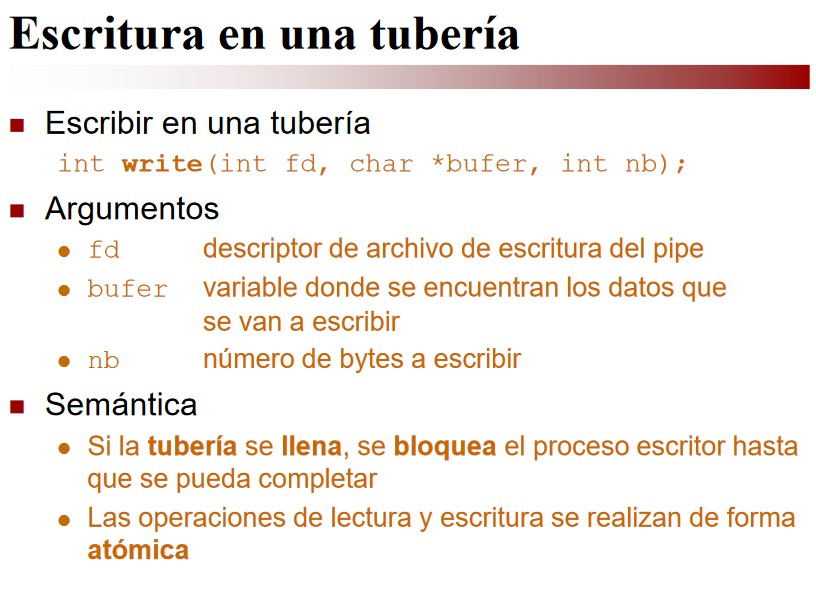 Escritura en una tubería
Escribir en una tubería
int write(int fd, char *bufer, int nb);
Argumentos
fd descriptor de archivo de escritura del pipe
bufer variable donde se encuentran los datos que
se van a escribir
nb número de bytes a escribir
Semántica
Si la tubería se llena, se bloquea el proceso escritor hasta
que se pueda completar
Las operaciones de lectura y escritura se realizan de forma
atómica